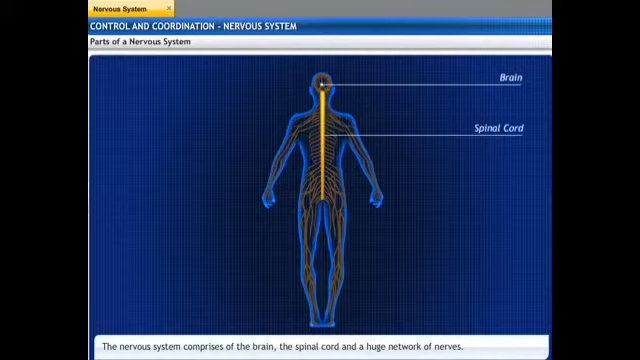 Nervous System
CONTROL AND COORDINATION - NERVOUS SYSTEM
Parts of a Nervous System
Brain
Spinal Cord
The nervous system comprises of the brain, the spinal cord and a huge network of nerves.